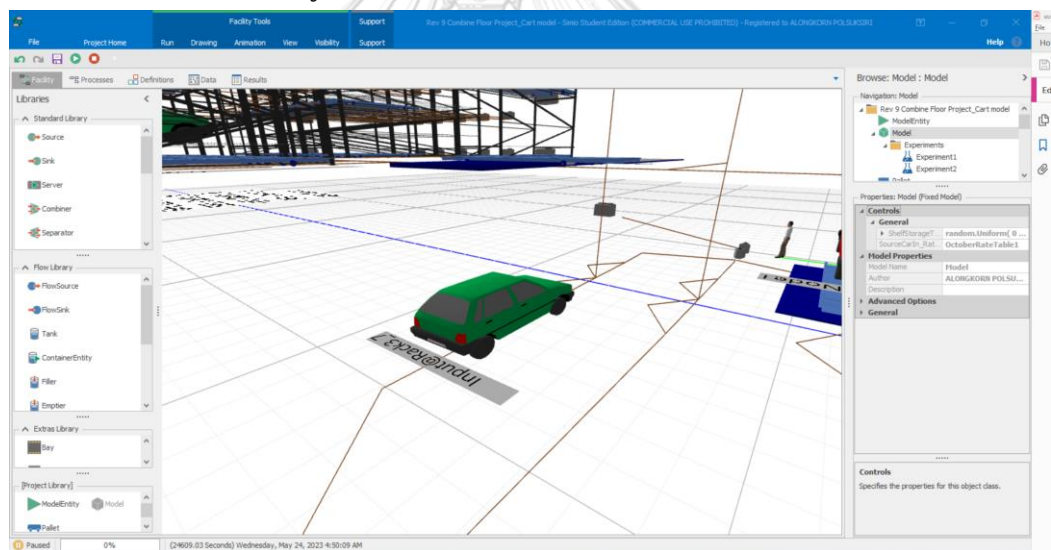 Facility Tools
Support
Rev 9 Combine Floor Project_Cart model - Simio Student Edition (COMMERCIAL USE PROHIBITED) - Registered to ALONGKORN POLSUKSIRI
File
Project Home
Run
Drawing
Animation
View
Visibility
Support
Help
File
Ho
Facility
Processes
Definitions
Data
Results
Libraries
Standard Library
Source
Sink
Server
Combiner
Separator
Flow Library
FlowSource
FlowSink
Tank
ContainerEntity
Filler
Emptier
Extras Library
Bay
[Project Library]
ModelEntity
Model
Pallet
Input@Rack3_7
Browse: Model : Model
Ed
Navigation: Model
Rev 9 Combine Floor Project_Cart model
ModelEntity
Model
Experiments
Experiment1
Experiment2
Pallet
Properties: Model (Fixed Model)
Controls
General
ShelfStorageT... random.Uniform( 0 ...
SourceCarIn_Rat... OctoberRateTable1
Model Properties
Model Name Model
Author ALONGKORN POLSU...
Description
Advanced Options
General
Controls
Specifies the properties for this object class.
Paused
0%
(24609.03 Seconds) Wednesday, May 24, 2023 4:50:09 AM